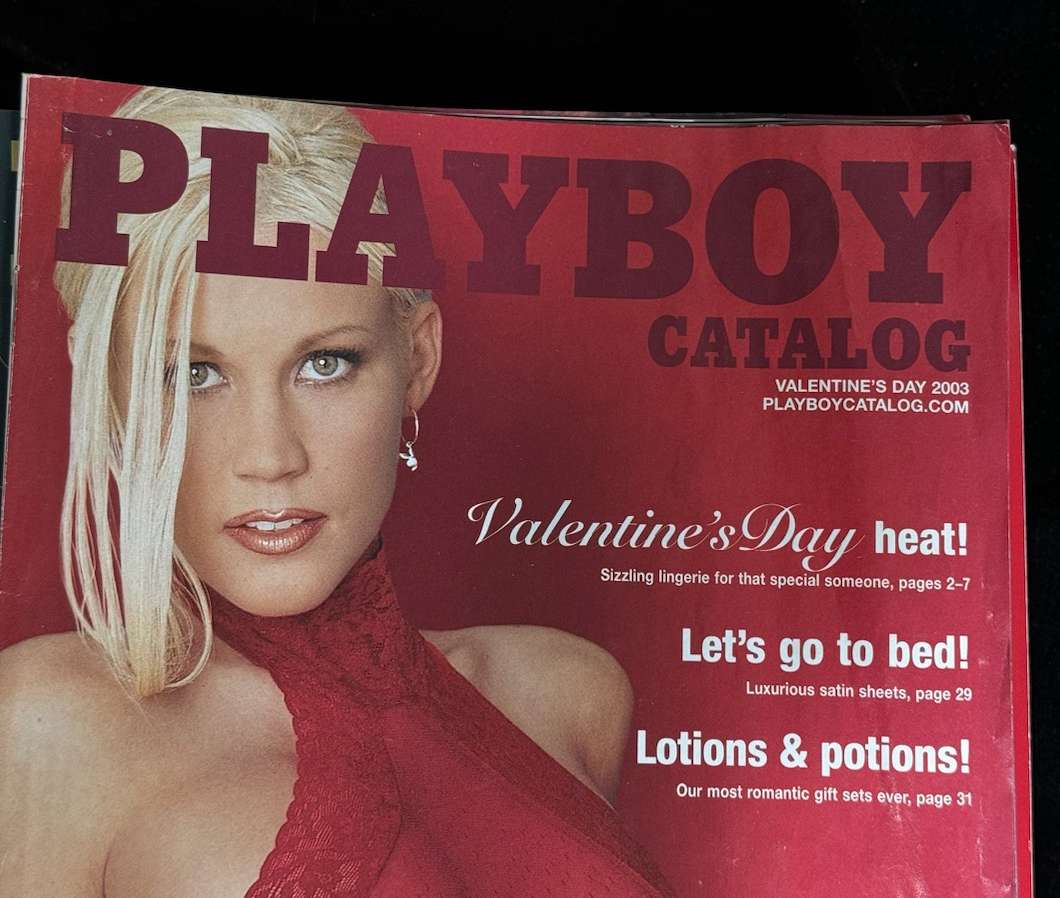 PLAYBOY
CATALOG
VALENTINE'S DAY 2003
PLAYBOYCATALOG.COM
Valentine's Day heat!
Sizzling lingerie for that special someone, pages 2–7
Let's go to bed!
Luxurious satin sheets, page 29
Lotions & potions!
Our most romantic gift sets ever, page 31